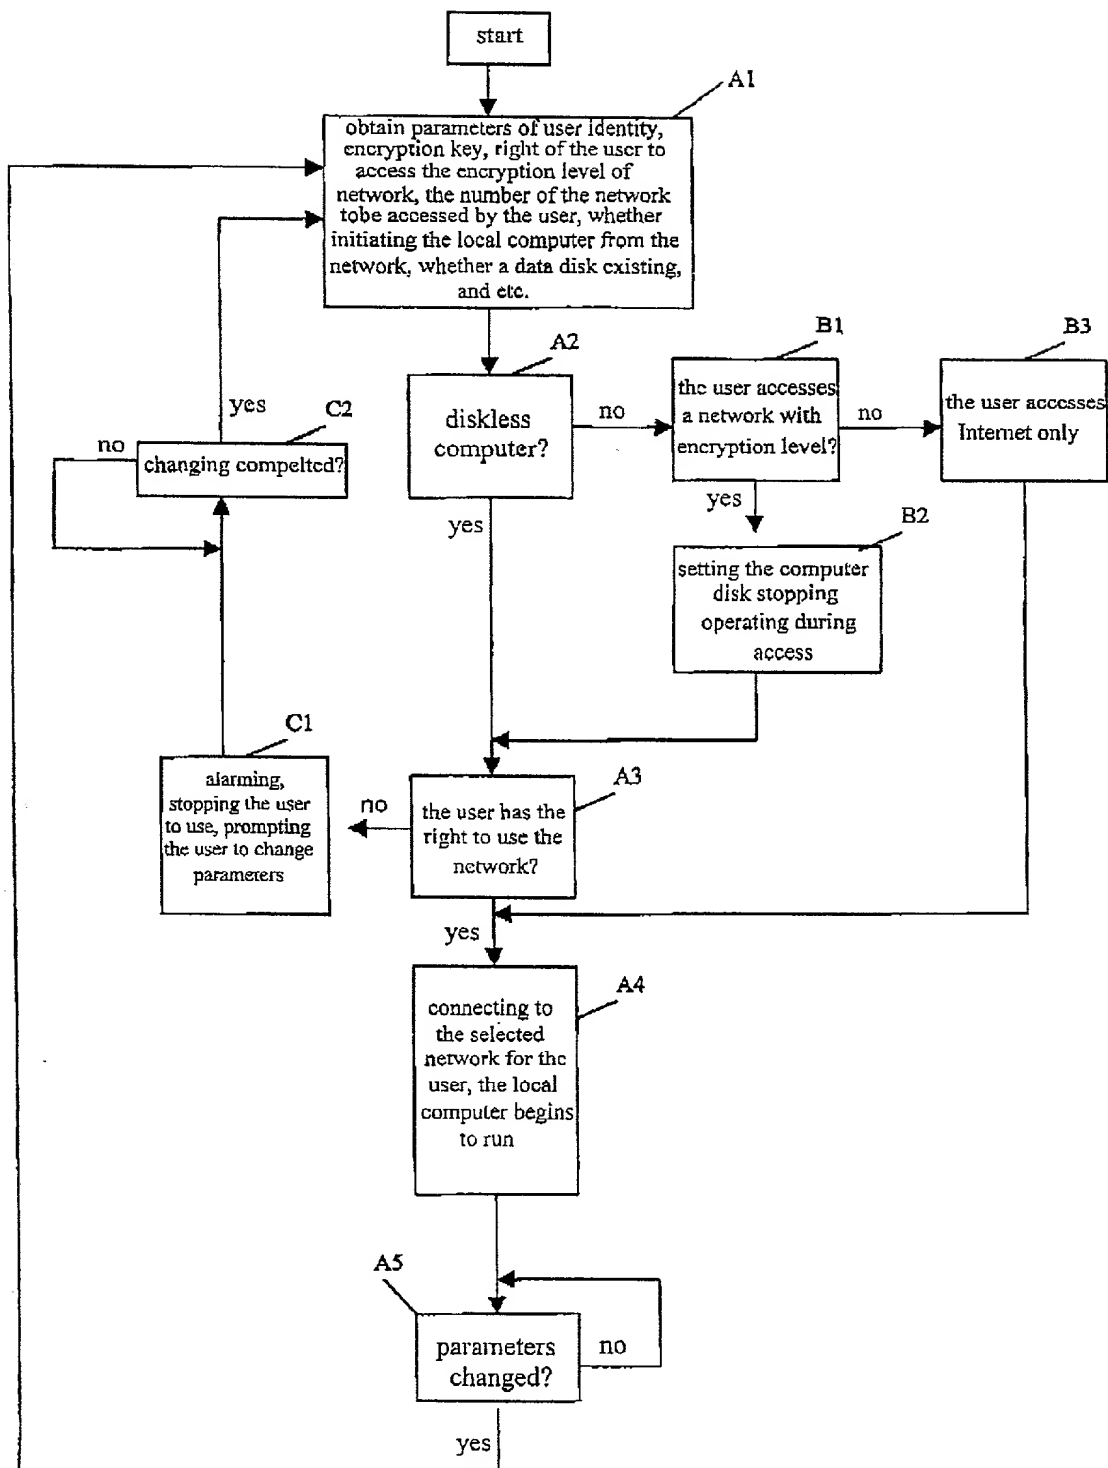 start
A1
obtain parameters of user identity,
encryption key, right of the user to
access the encryption level of
network, the number of the network
tobe accessed by the user, whether
initiating the local computer from the
network, whether a data disk existing,
and etc.
A2
diskless
computer?
no
B1
the user accesses
a network with
encryption level?
no
B3
the user accesses
Internet only
yes
C2
no
changing compelted?
yes
yes
B2
setting the computer
disk stopping
operating during
access
C1
alarming,
stopping the user
to use, prompting
the user to change
parameters
no
A3
the user has the
right to use the
network?
yes
A4
connecting to
the selected
network for the
user, the local
computer begins
to run
A5
parameters
changed?
no
yes